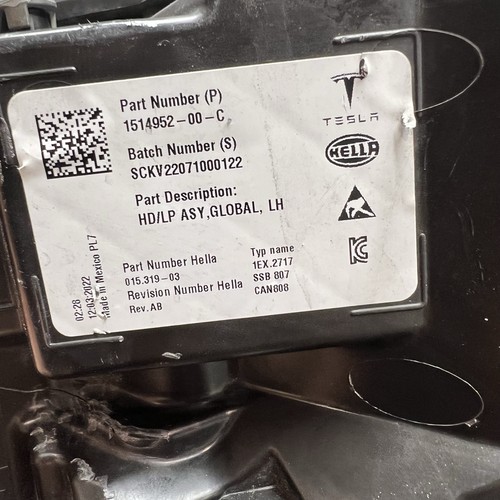 Part Number (P)
1514952-00-C
Batch Number (S)
SCKV22071000122
Part Description:
HD/LP ASY,GLOBAL, LH
Part Number Hella
015.319-03
Revision Number Hella
Rev. AB
Typ name
1EX.2717
SSB 807
CAN808
02:28
12:03:2022
Made In Mexico PL7
TESLA
HELLA